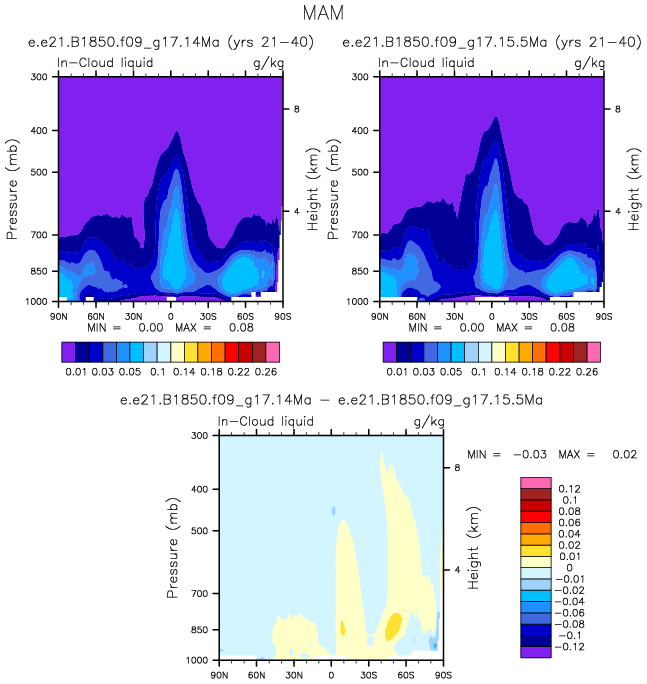 MAM
e.e21.B1850.f09_g17.14Ma (yrs 21-40)
In-Cloud liquid g/kg
Pressure (mb)
300
400
500
700
850
1000
8
4
Height (km)
90N 60N 30N 0 30S 60S 90S
MIN = 0.00 MAX = 0.08
0.01 0.03 0.05 0.1 0.14 0.18 0.22 0.26
e.e21.B1850.f09_g17.15.5Ma (yrs 21-40)
In-Cloud liquid g/kg
Pressure (mb)
300
400
500
700
850
1000
8
4
Height (km)
90N 60N 30N 0 30S 60S 90S
MIN = 0.00 MAX = 0.08
0.01 0.03 0.05 0.1 0.14 0.18 0.22 0.26
e.e21.B1850.f09_g17.14Ma - e.e21.B1850.f09_g17.15.5Ma
In-Cloud liquid g/kg
Pressure (mb)
300
400
500
700
850
1000
8
4
Height (km)
90N 60N 30N 0 30S 60S 90S
MIN = -0.03 MAX = 0.02
0.12
0.1
0.08
0.06
0.04
0.02
0.01
0
-0.01
-0.02
-0.04
-0.06
-0.08
-0.1
-0.12